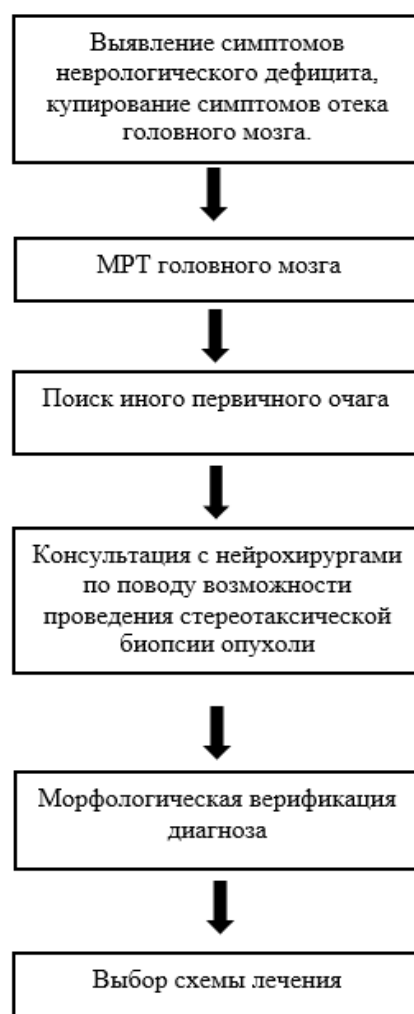 Выявление симптомов
неврологического дефицита,
купирование симптомов отека
головного мозга.
МРТ головного мозга
Поиск иного первичного очага
Консультация с нейрохирургами
по поводу возможности
проведения стереотаксической
биопсии опухоли
Морфологическая верификация
диагноза
Выбор схемы лечения